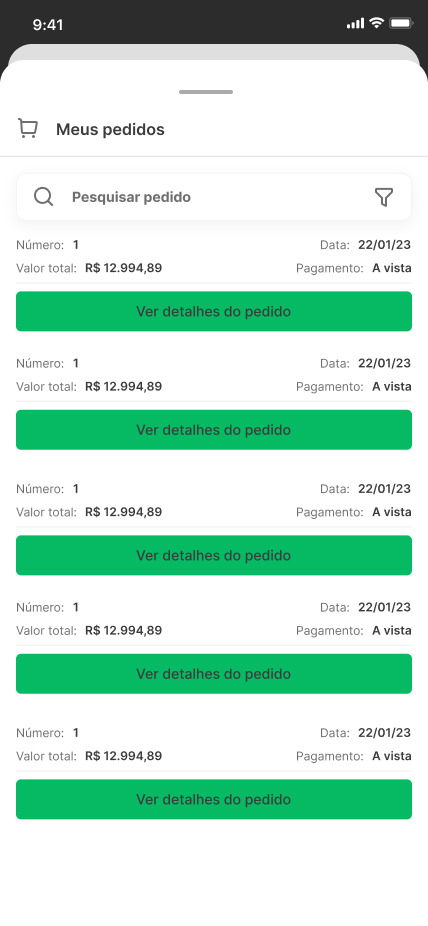 9:41
Meus pedidos
Pesquisar pedido
Número: 1 Data: 22/01/23
Valor total: R$ 12.994,89 Pagamento: A vista
Ver detalhes do pedido
Número: 1 Data: 22/01/23
Valor total: R$ 12.994,89 Pagamento: A vista
Ver detalhes do pedido
Número: 1 Data: 22/01/23
Valor total: R$ 12.994,89 Pagamento: A vista
Ver detalhes do pedido
Número: 1 Data: 22/01/23
Valor total: R$ 12.994,89 Pagamento: A vista
Ver detalhes do pedido
Número: 1 Data: 22/01/23
Valor total: R$ 12.994,89 Pagamento: A vista
Ver detalhes do pedido